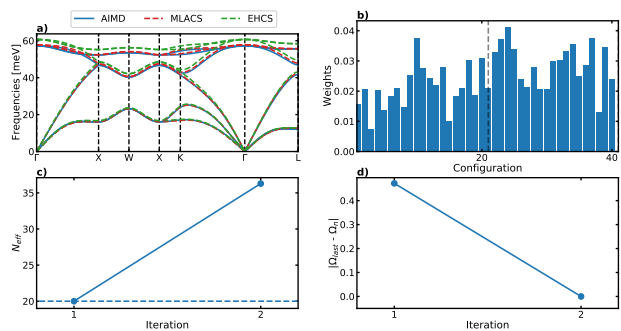 AIMD MLACS EHCS
a)
Frequencies [meV]
60
40
20
0
Γ X W X K Γ L
b)
Weights
0.04
0.03
0.02
0.01
0.00
20 40
Configuration
c)
N_eff
35
30
25
20
1 2
Iteration
d)
|Ω_last - Ω_n|
0.4
0.3
0.2
0.1
0.0
1 2
Iteration